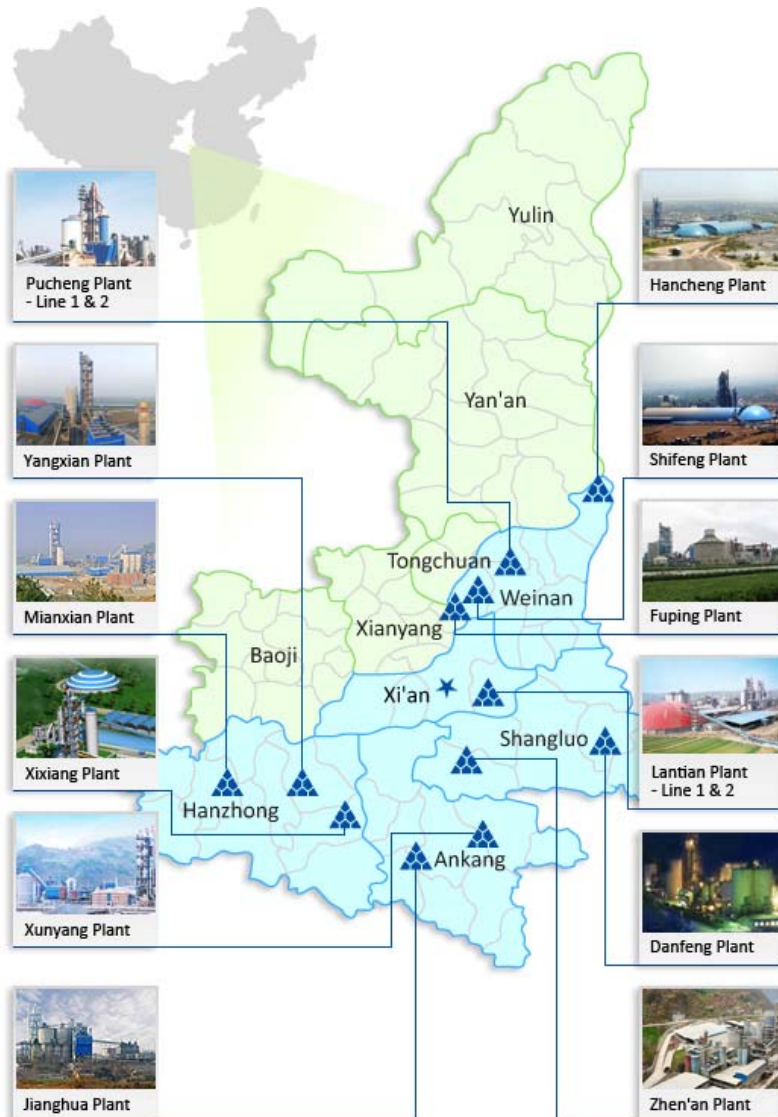 Yulin
Pucheng Plant
- Line 1 & 2
Hancheng Plant
Yan'an
Yangxian Plant
Shifeng Plant
Tongchuan
Weinan
Mianxian Plant
Xianyang
Fuping Plant
Baoji
Xi'an
Shangluo
Xixiang Plant
Lantian Plant
- Line 1 & 2
Hanzhong
Ankang
Xunyang Plant
Danfeng Plant
Jianghua Plant
Zhen'an Plant